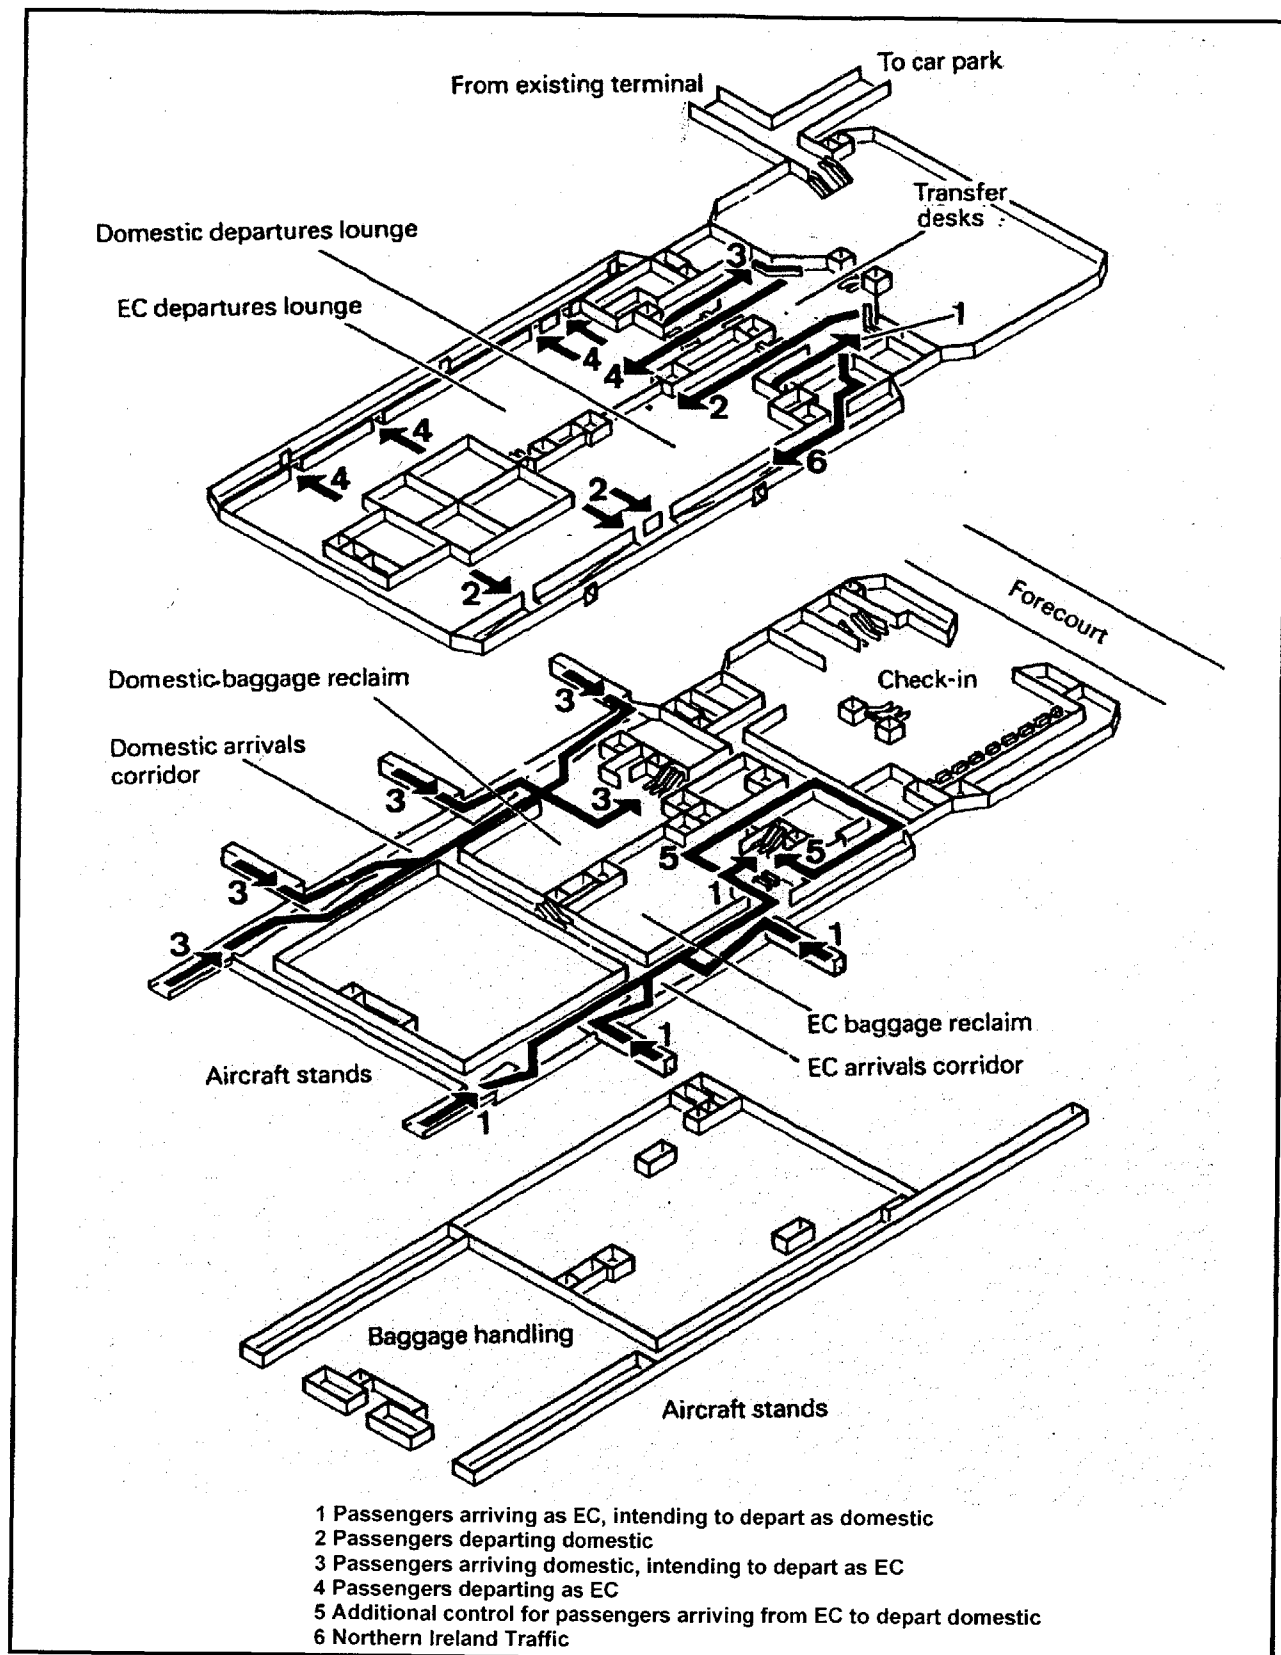 To car park
From existing terminal
Transfer
desks
Domestic departures lounge
3
EC departures lounge
1
4
4
2
4
6
4
2
2
Forecourt
Domestic baggage reclaim
Check-in
3
Domestic arrivals
corridor
3
3
5
5
3
1
1
3
EC baggage reclaim
1
EC arrivals corridor
Aircraft stands
1
Baggage handling
Aircraft stands
1 Passengers arriving as EC, intending to depart as domestic
2 Passengers departing domestic
3 Passengers arriving domestic, intending to depart as EC
4 Passengers departing as EC
5 Additional control for passengers arriving from EC to depart domestic
6 Northern Ireland Traffic